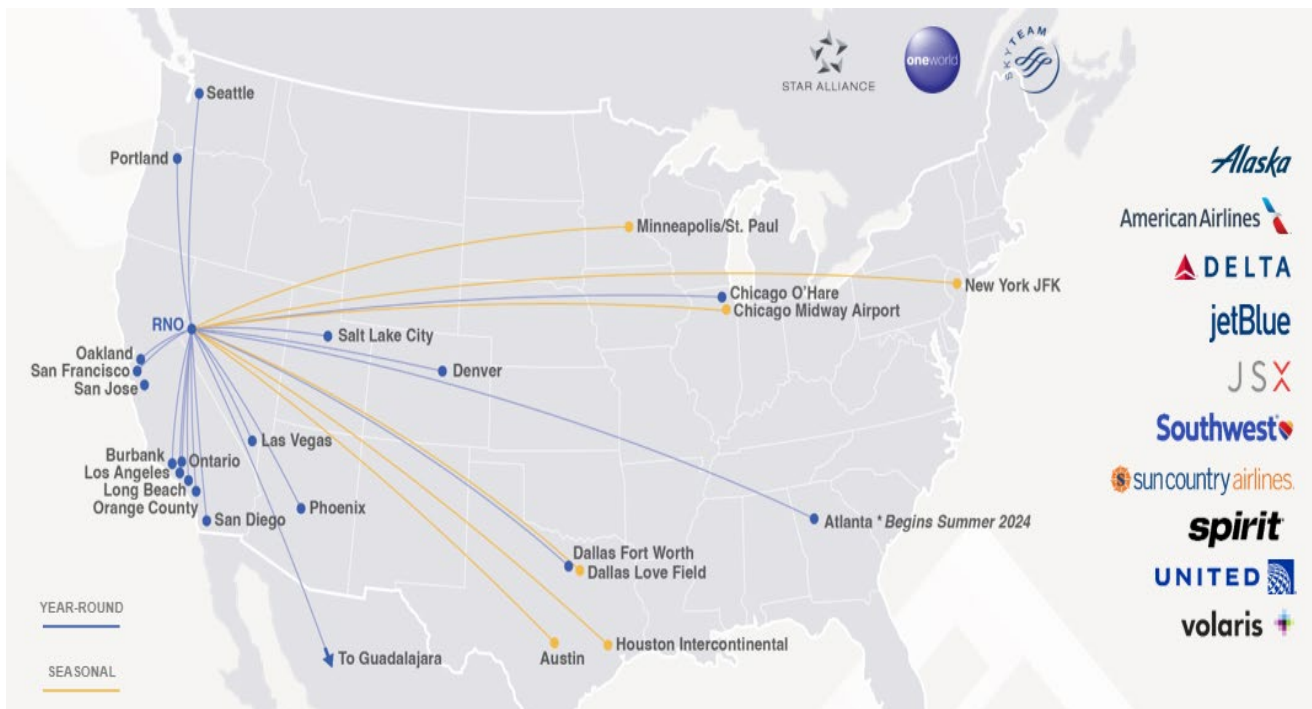 STAR ALLIANCE
oneworld
SKYTEAM
Seattle
Portland
Minneapolis/St. Paul
New York JFK
Chicago O'Hare
Chicago Midway Airport
RNO
Salt Lake City
Oakland
San Francisco
San Jose
Denver
Las Vegas
Burbank
Ontario
Los Angeles
Long Beach
Orange County
San Diego
Phoenix
Atlanta * Begins Summer 2024
Dallas Fort Worth
Dallas Love Field
Houston Intercontinental
Austin
To Guadalajara
YEAR-ROUND
SEASONAL
Alaska
American Airlines
DELTA
jetBlue
JSX
Southwest
S sun country airlines.
spirit
UNITED
volaris